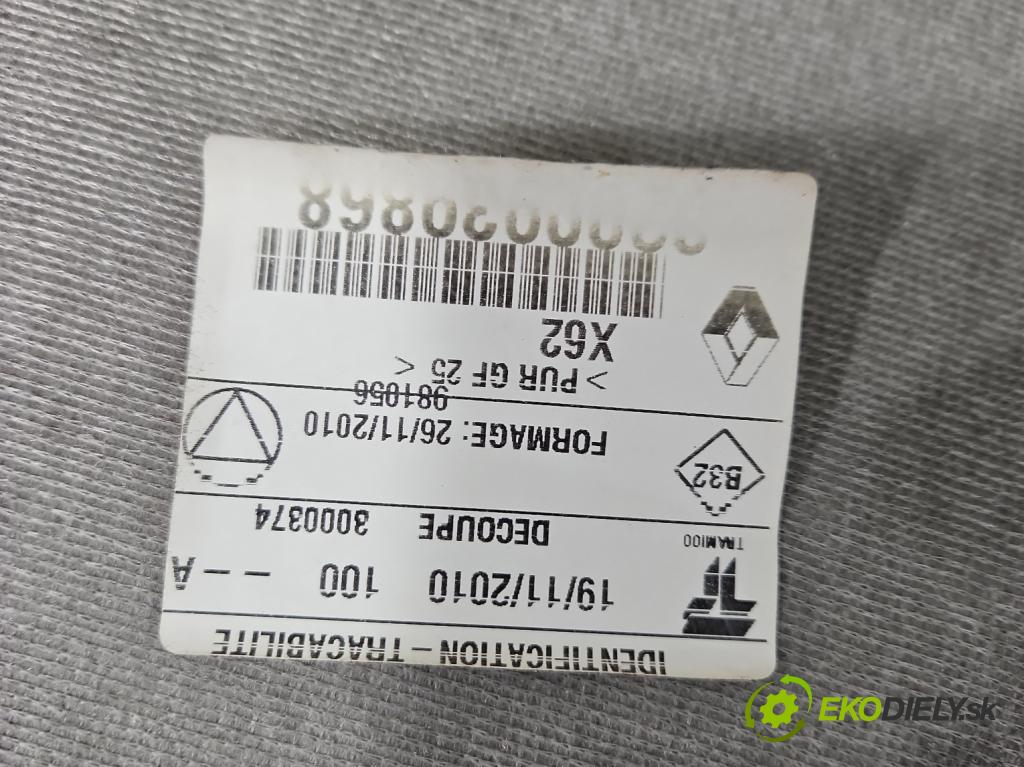 IDENTIFICATION - TRACABILITE
19/11/2010 100 - - A
TRAMICO
DECOUPE 3000374
B32
FORMAGE: 26/11/2010
981056
> PUR GF 25 <
X62
EKODIELY.sk